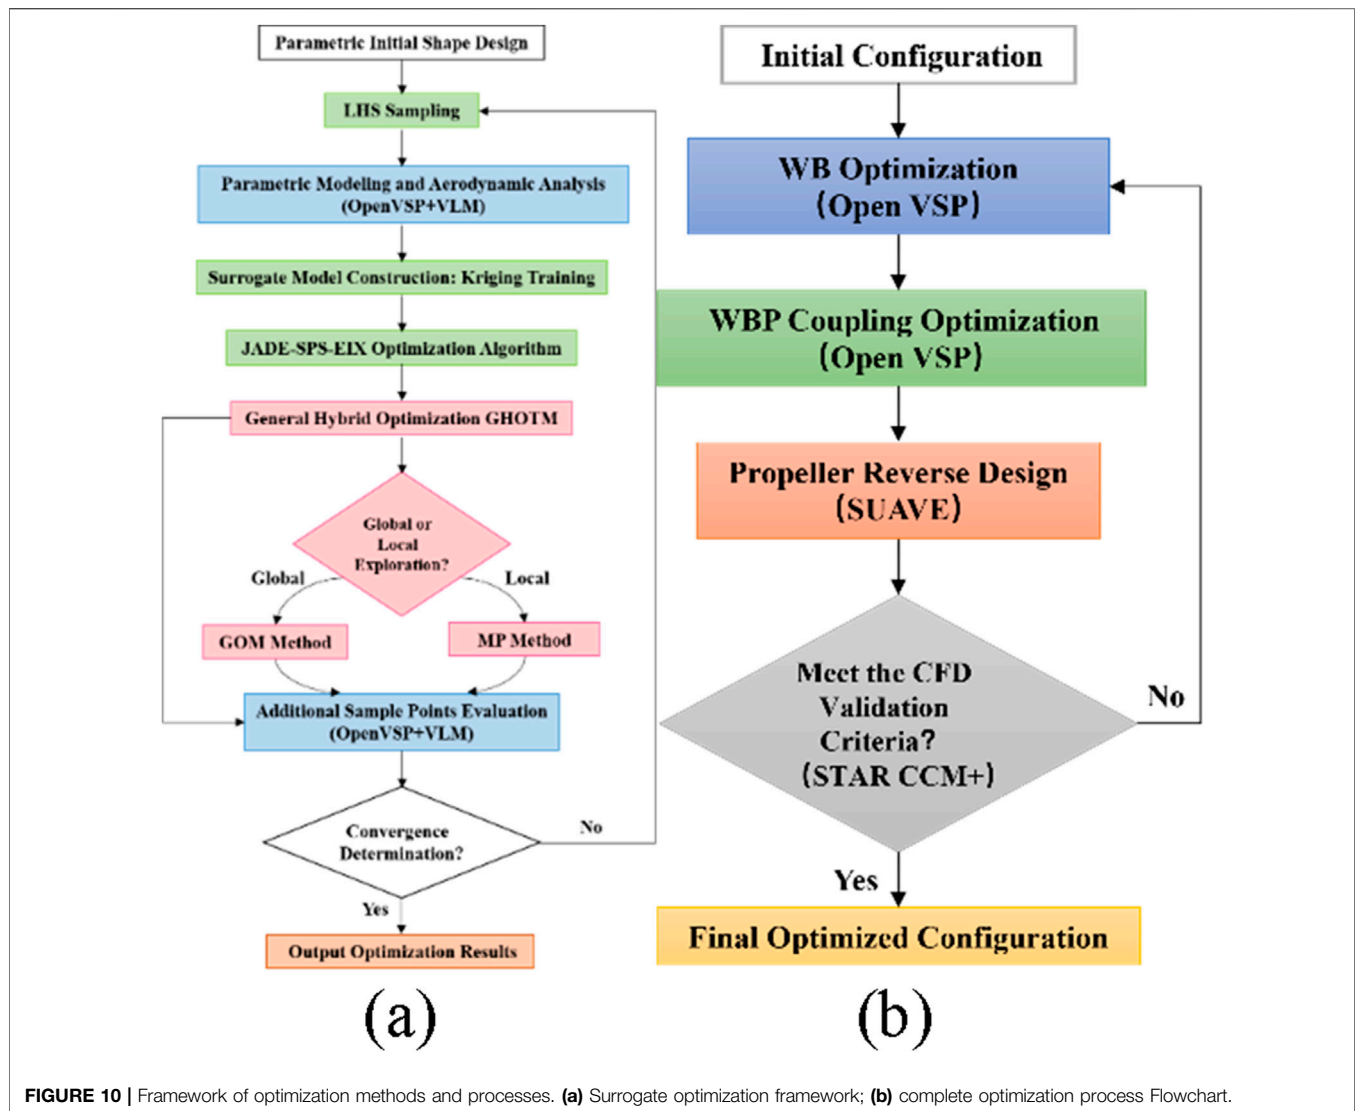 Parametric Initial Shape Design
LHS Sampling
Parametric Modeling and Aerodynamic Analysis
(OpenVSP+VLM)
Surrogate Model Construction: Kriging Training
JADE-SPS-EIX Optimization Algorithm
General Hybrid Optimization GHOTM
Global or
Local
Exploration?
Global
Local
GOM Method
MP Method
Additional Sample Points Evaluation
(OpenVSP+VLM)
Convergence
Determination?
No
Yes
Output Optimization Results
(a)
Initial Configuration
WB Optimization
(Open VSP)
WBP Coupling Optimization
(Open VSP)
Propeller Reverse Design
(SUAVE)
Meet the CFD
Validation
Criteria?
(STAR CCM+)
No
Yes
Final Optimized Configuration
(b)
FIGURE 10 | Framework of optimization methods and processes. (a) Surrogate optimization framework; (b) complete optimization process Flowchart.